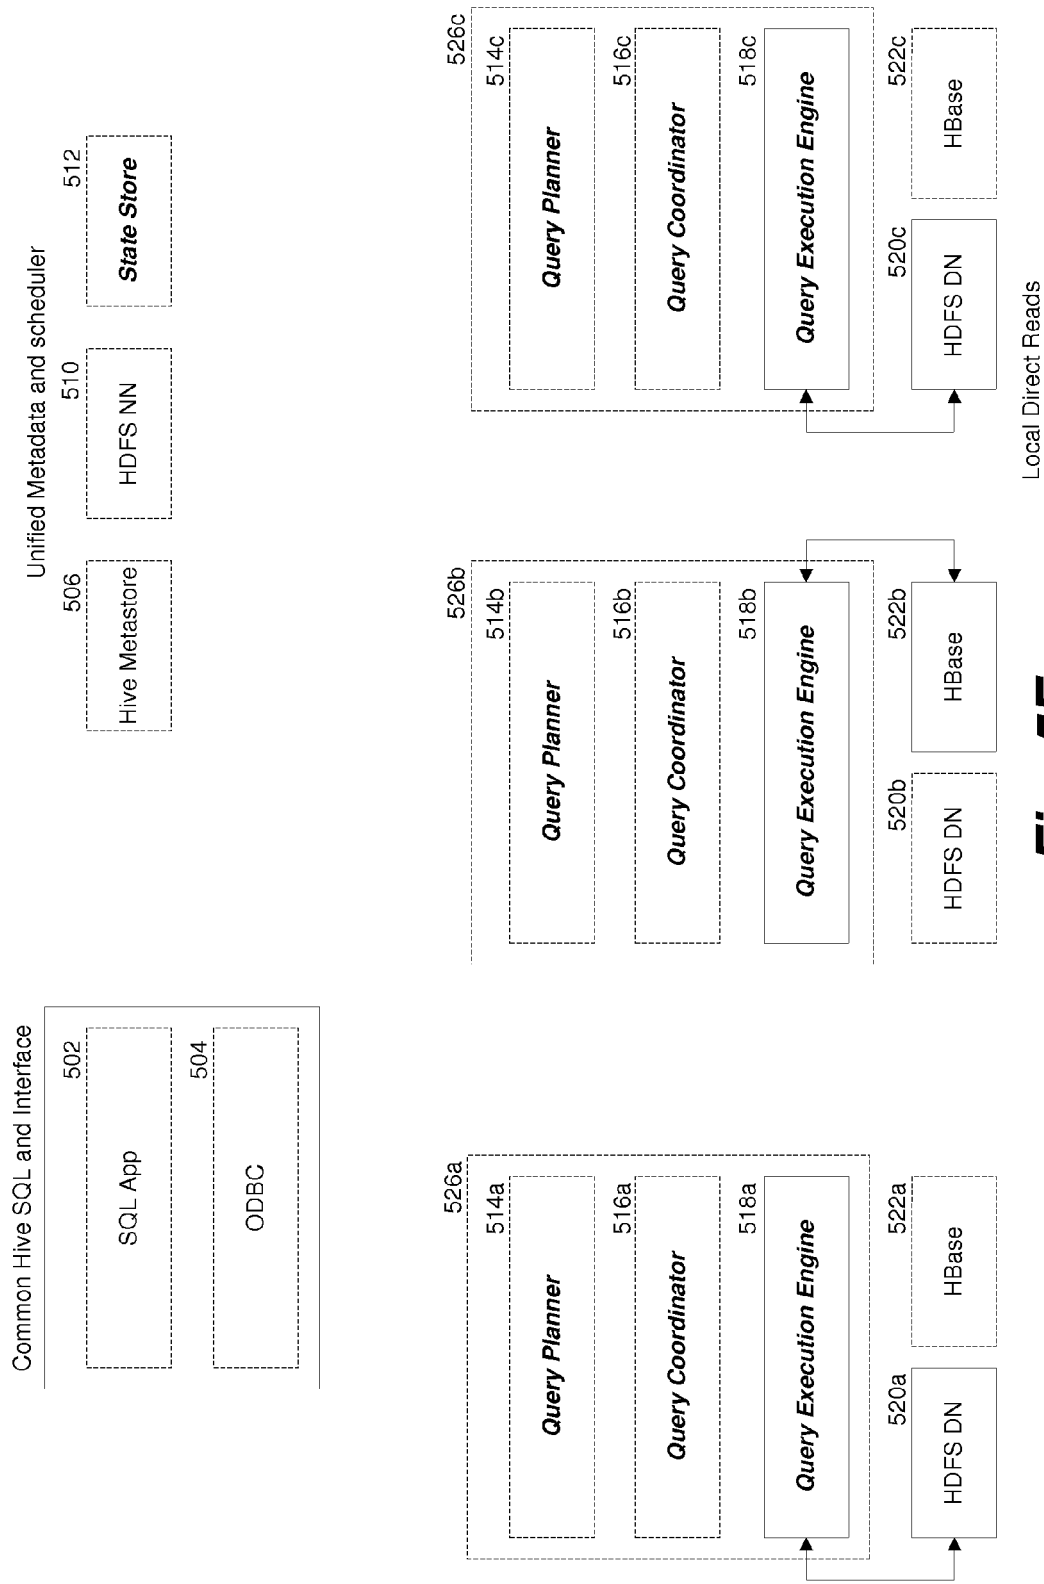 Common Hive SQL and Interface
502
SQL App
504
ODBC
Unified Metadata and scheduler
506
Hive Metastore
510
HDFS NN
512
State Store
526a
514a
Query Planner
516a
Query Coordinator
518a
Query Execution Engine
520a
HDFS DN
522a
HBase
526b
514b
Query Planner
516b
Query Coordinator
518b
Query Execution Engine
520b
HDFS DN
522b
HBase
526c
514c
Query Planner
516c
Query Coordinator
518c
Query Execution Engine
520c
HDFS DN
522c
HBase
Local Direct Reads